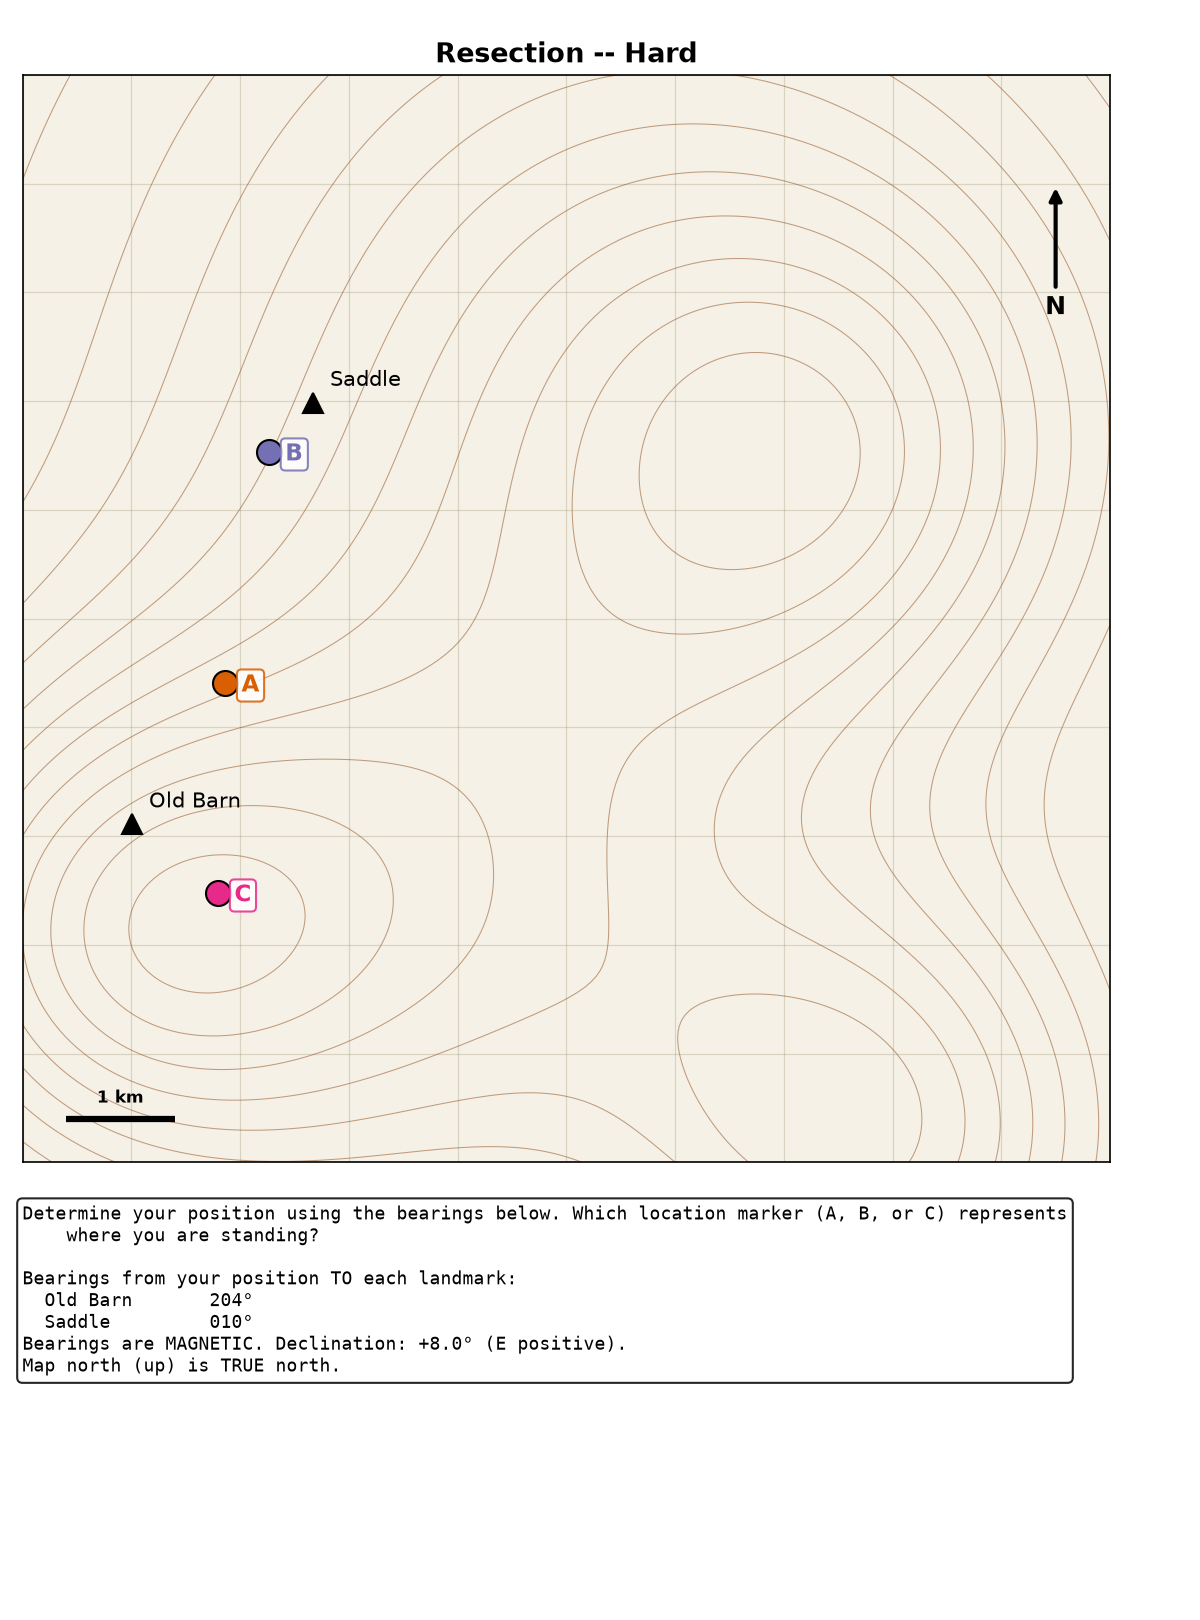 Resection -- Hard
N
Saddle
B
A
Old Barn
C
1 km
Determine your position using the bearings below. Which location marker (A, B, or C) represents
where you are standing?
Bearings from your position TO each landmark:
Old Barn 204°
Saddle 010°
Bearings are MAGNETIC. Declination: +8.0° (E positive).
Map north (up) is TRUE north.